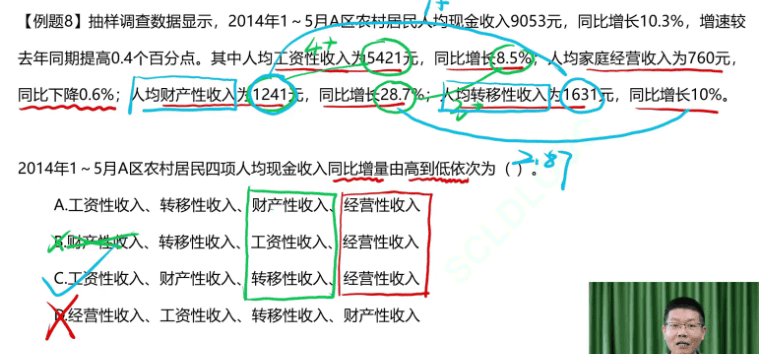 【例题8】抽样调查数据显示，2014年1～5月A区农村居民人均现金收入9053元，同比增长10.3%，增速较
去年同期提高0.4个百分点。其中人均工资性收入为5421元，同比增长8.5%；人均家庭经营收入为760元，
同比下降0.6%；人均财产性收入为1241元，同比增长28.7%；人均转移性收入为1631元，同比增长10%。
1+
4+
3+
2014年1～5月A区农村居民四项人均现金收入同比增量由高到低依次为（ ）。
2.87
A.工资性收入、转移性收入、财产性收入、经营性收入
B.财产性收入、转移性收入、工资性收入、经营性收入
C.工资性收入、财产性收入、转移性收入、经营性收入
D.经营性收入、工资性收入、转移性收入、财产性收入